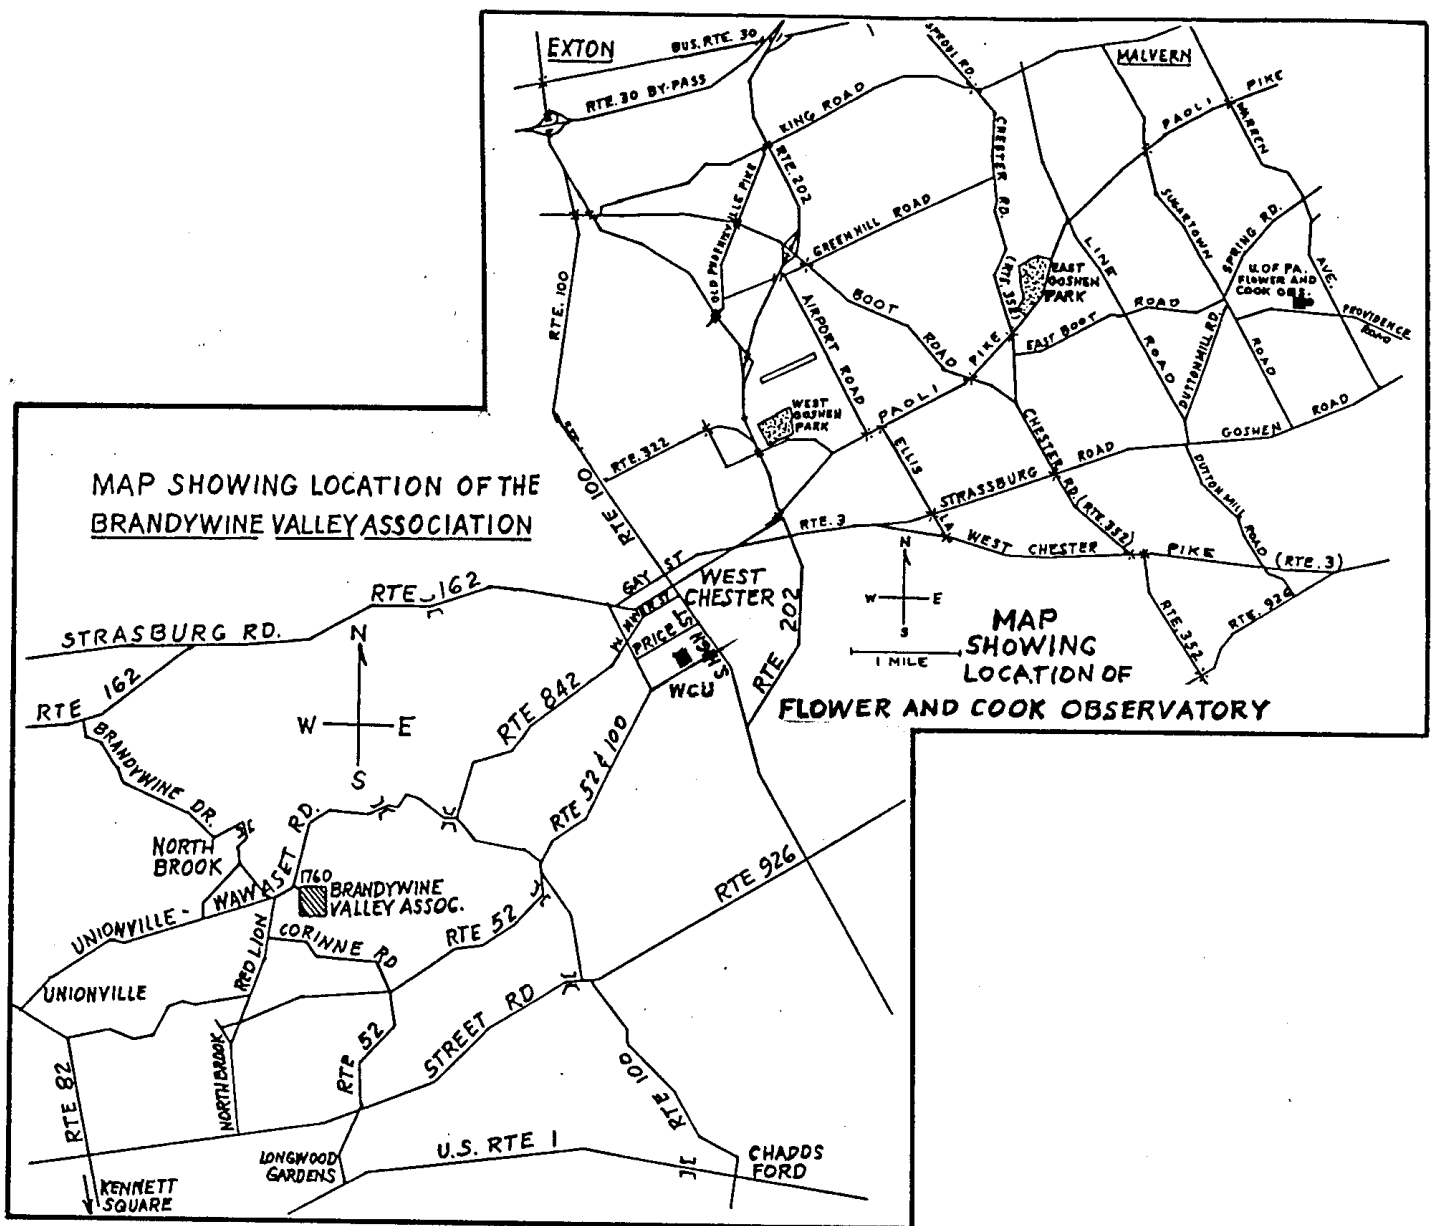 EXTON
BUS. RTE. 30
RTE. 30 BY-PASS
SPROUL RD.
MALVERN
KING ROAD
PAOLI PIKE
WARREN
AVE.
RTE. 202
OLD PHOENIXVILLE PIKE
CHESTER RD. (RTE. 352)
GREENHILL ROAD
SUGARTOWN
ROAD
SPRING RD.
LINE
ROAD
RTE. 100
EAST
GOSHEN
PARK
U. OF PA.
FLOWER AND
COOK OBS.
BOOT
ROAD
AIRPORT ROAD
PAOLI PIKE
EAST BOOT
ROAD
PROVIDENCE
ROAD
DUTTON MILL RD.
WEST
GOSHEN
PARK
RTE. 322
ELLIS
LA.
CHESTER
RD. (RTE. 352)
STRASSBURG ROAD
GOSHEN ROAD
DUTTON MILL ROAD
RTE. 3
WEST CHESTER PIKE (RTE. 3)
RTE. 352
RTE. 926
N
W E
S
1 MILE
MAP
SHOWING
LOCATION OF
FLOWER AND COOK OBSERVATORY
MAP SHOWING LOCATION OF THE
BRANDYWINE VALLEY ASSOCIATION
RTE 100
GAY ST
WEST
CHESTER
PRICE ST
S HIGH ST
WCU
RTE 202
RTE 162
STRASBURG RD.
RTE 162
N
W E
S
RTE 842
RTE 52 & 100
BRANDYWINE DR.
NORTH
BROOK
UNIONVILLE - WAWASET RD.
1760
BRANDYWINE
VALLEY ASSOC.
RTE 926
RTE 52
RED LION
CORINNE RD
UNIONVILLE
STREET RD
NORTHBROOK
RTE 52
RTE 82
RTE 100
U.S. RTE 1
LONGWOOD
GARDENS
CHADDS
FORD
KENNETT
SQUARE